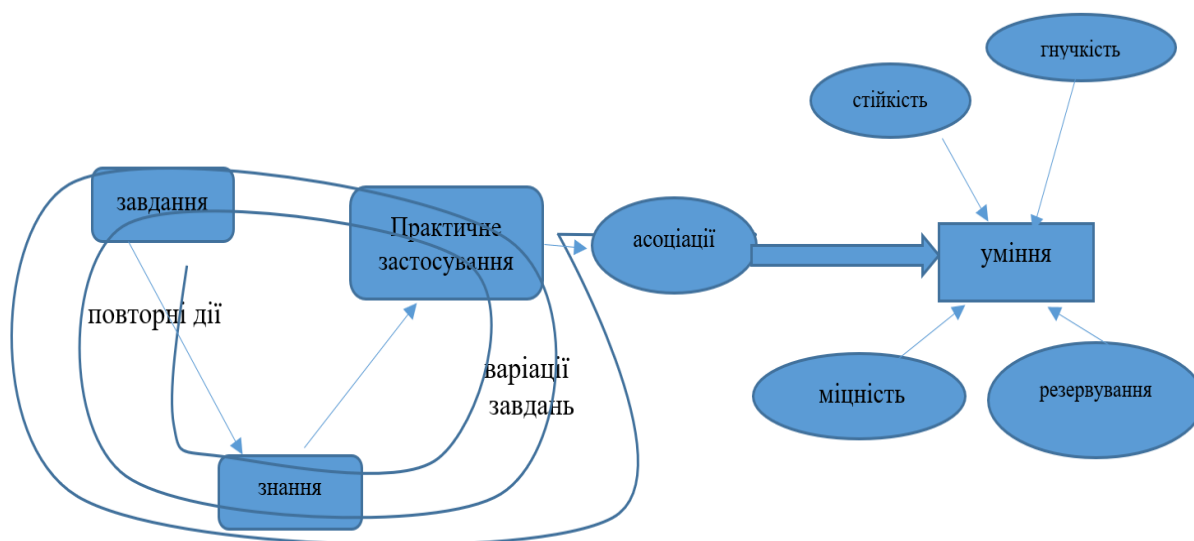 гнучкість
стійкість
завдання
Практичне
застосування
асоціації
уміння
повторні дії
варіації
завдань
міцність
резервування
знання